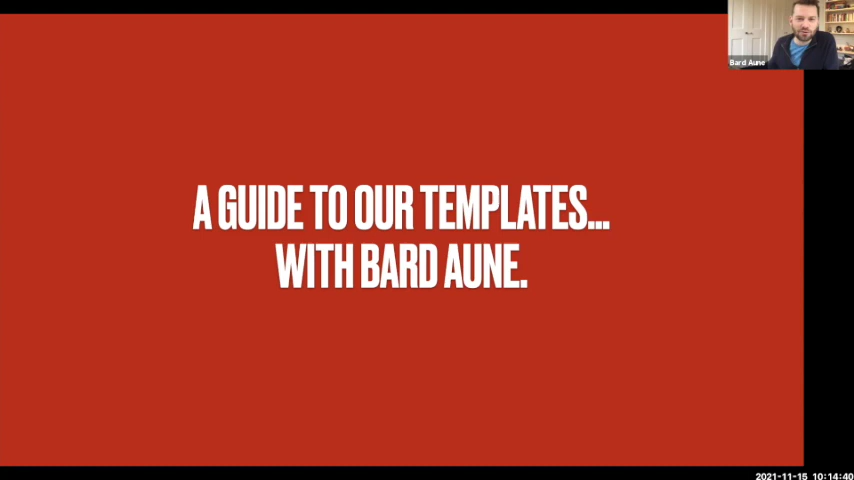 Bard Aune
A GUIDE TO OUR TEMPLATES...
WITH BARD AUNE.
2021-11-15 10:14:40